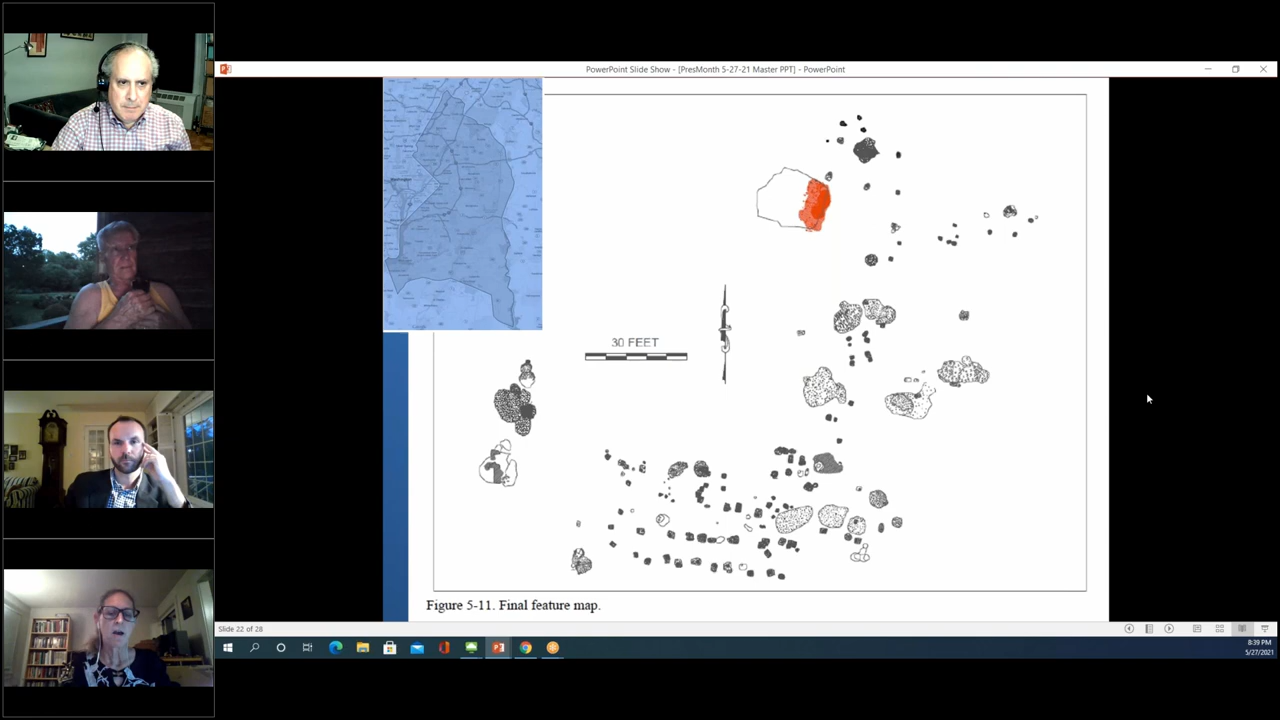 PowerPoint Slide Show - [PresMonth 5-27-21 Master PPT] - PowerPoint
30 FEET
Figure 5-11. Final feature map.
Slide 22 of 28
8:39 PM
5/27/2021